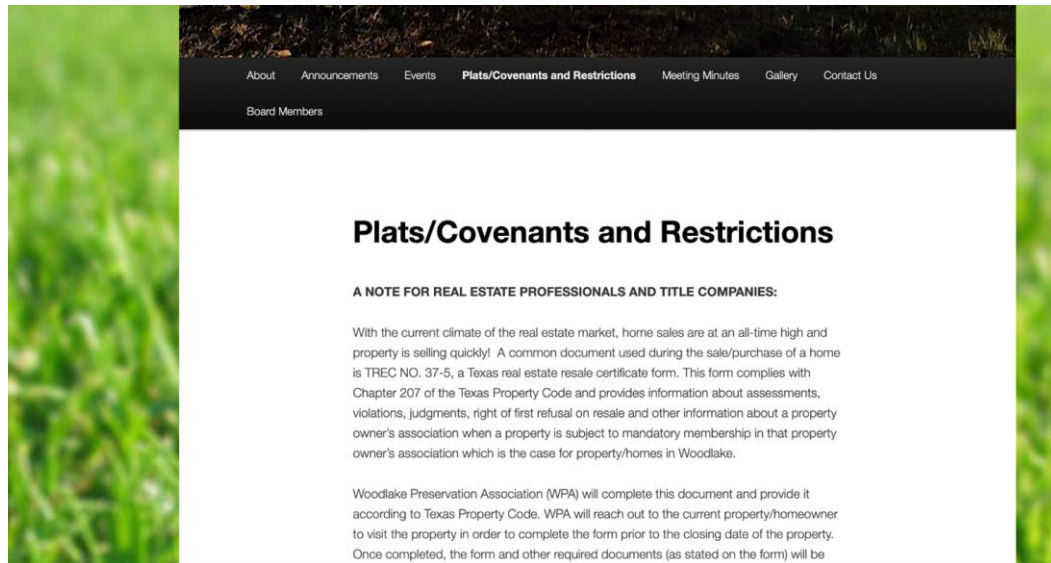 About Announcements Events Plats/Covenants and Restrictions Meeting Minutes Gallery Contact Us
Board Members
Plats/Covenants and Restrictions
A NOTE FOR REAL ESTATE PROFESSIONALS AND TITLE COMPANIES:
With the current climate of the real estate market, home sales are at an all-time high and
property is selling quickly!  A common document used during the sale/purchase of a home
is TREC NO. 37-5, a Texas real estate resale certificate form. This form complies with
Chapter 207 of the Texas Property Code and provides information about assessments,
violations, judgments, right of first refusal on resale and other information about a property
owner's association when a property is subject to mandatory membership in that property
owner's association which is the case for property/homes in Woodlake.
Woodlake Preservation Association (WPA) will complete this document and provide it
according to Texas Property Code. WPA will reach out to the current property/homeowner
to visit the property in order to complete the form prior to the closing date of the property.
Once completed, the form and other required documents (as stated on the form) will be